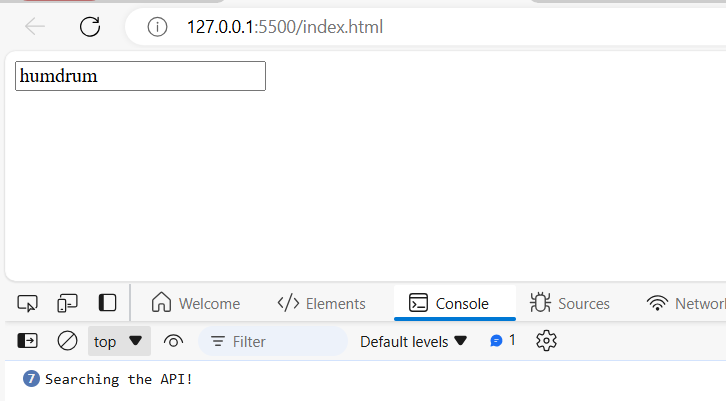 127.0.0.1:5500/index.html
humdrum
Welcome Elements Console Sources Networ
top Filter Default levels 1
7 Searching the API!